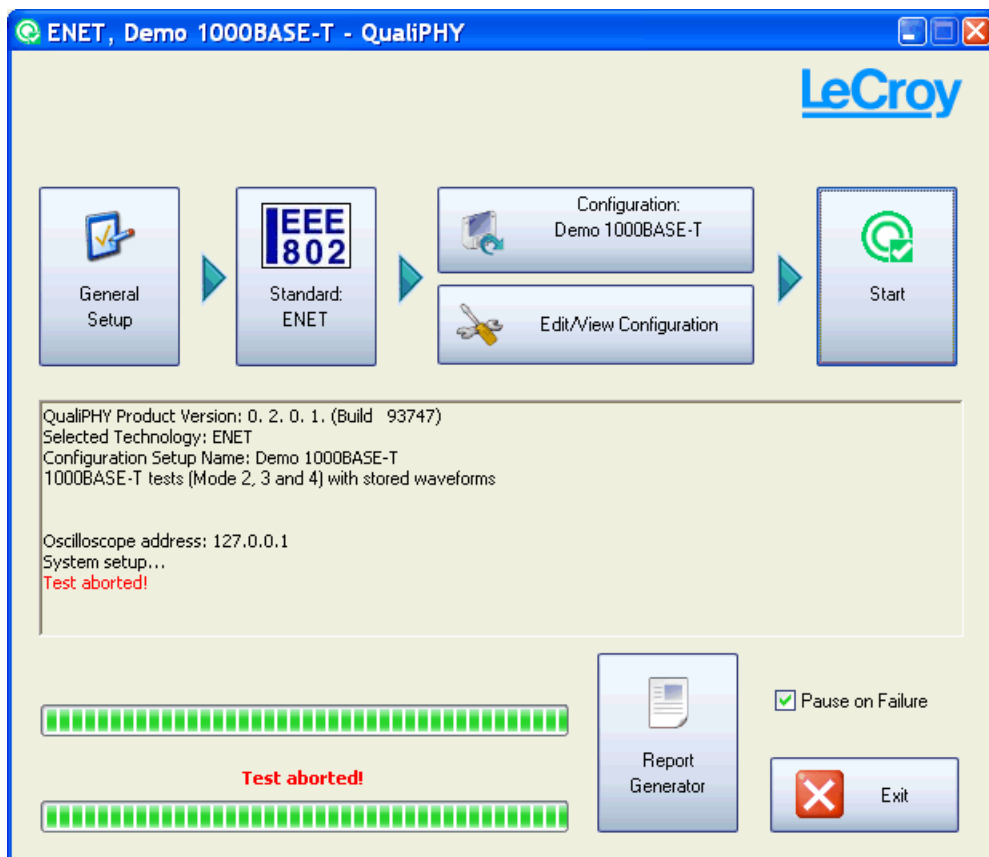 ENET, Demo 1000BASE-T - QualiPHY
LeCroy
General
Setup
IEEE
802
Standard:
ENET
Configuration:
Demo 1000BASE-T
Edit/View Configuration
Start
QualiPHY Product Version: 0. 2. 0. 1. (Build 93747)
Selected Technology: ENET
Configuration Setup Name: Demo 1000BASE-T
1000BASE-T tests (Mode 2, 3 and 4) with stored waveforms
Oscilloscope address: 127.0.0.1
System setup...
Test aborted!
Test aborted!
Report
Generator
Pause on Failure
Exit